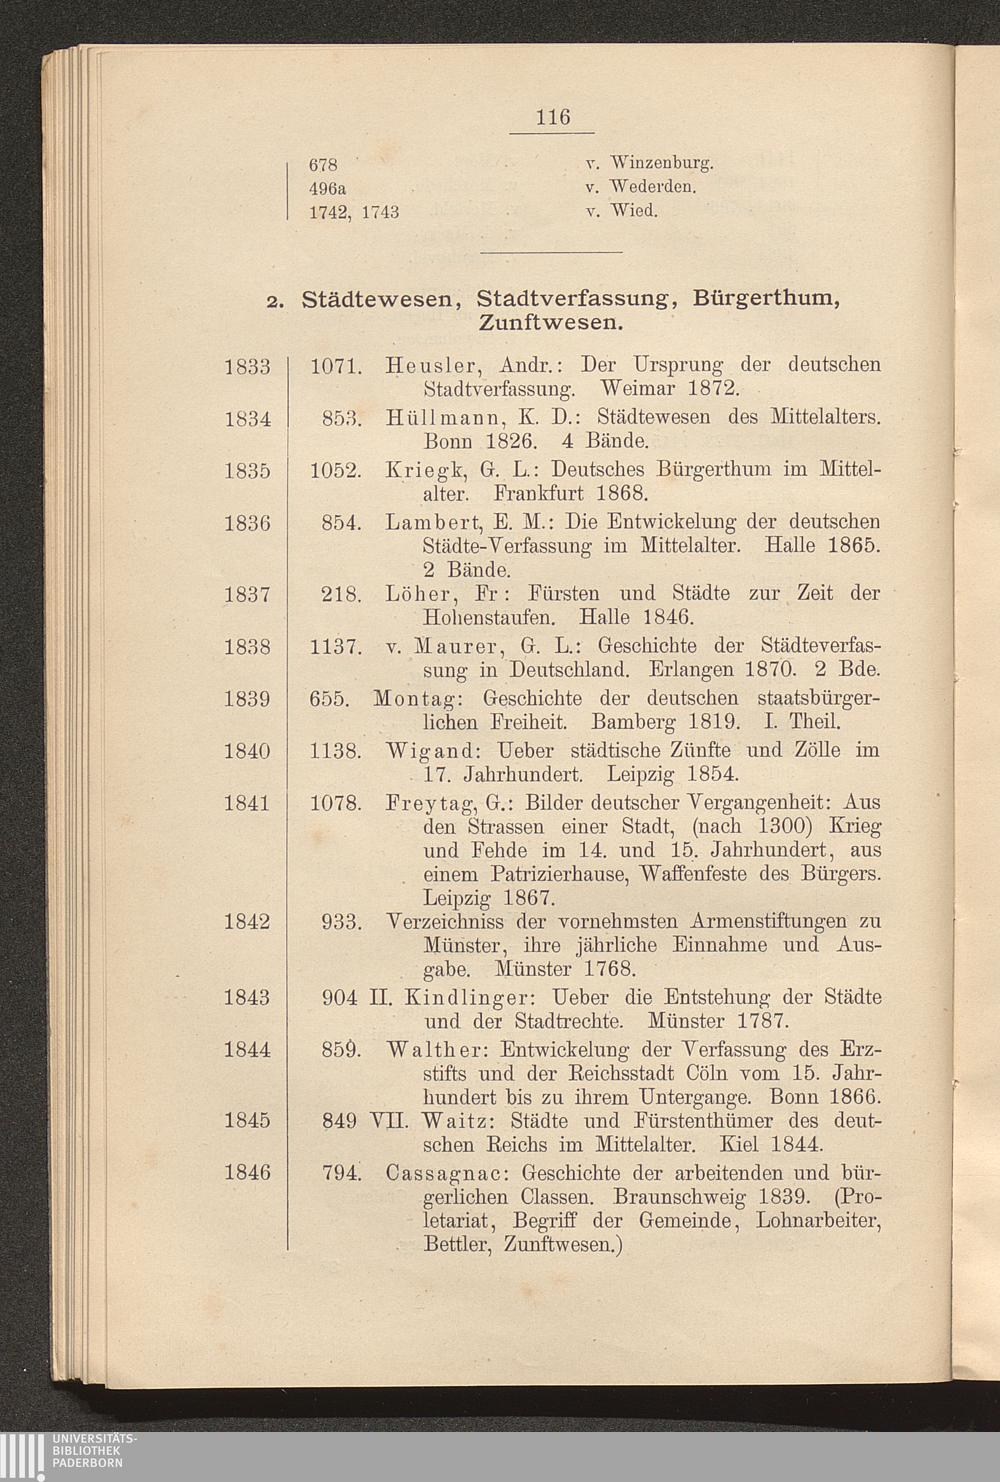 116
678 v. Winzenburg.
496a v. Wederden.
1742, 1743 v. Wied.
2. Städtewesen, Stadtverfassung, Bürgerthum,
Zunftwesen.
1833 1071. Heusler, Andr.: Der Ursprung der deutschen
Stadtverfassung. Weimar 1872.
1834 853. Hüllmann, K. D.: Städtewesen des Mittelalters.
Bonn 1826. 4 Bände.
1835 1052. Kriegk, G. L.: Deutsches Bürgerthum im Mittel-
alter. Frankfurt 1868.
1836 854. Lambert, E. M.: Die Entwickelung der deutschen
Städte-Verfassung im Mittelalter. Halle 1865.
2 Bände.
1837 218. Löher, Fr: Fürsten und Städte zur Zeit der
Hohenstaufen. Halle 1846.
1838 1137. v. Maurer, G. L.: Geschichte der Städteverfas-
sung in Deutschland. Erlangen 1870. 2 Bde.
1839 655. Montag: Geschichte der deutschen staatsbürger-
lichen Freiheit. Bamberg 1819. I. Theil.
1840 1138. Wigand: Ueber städtische Zünfte und Zölle im
17. Jahrhundert. Leipzig 1854.
1841 1078. Freytag, G.: Bilder deutscher Vergangenheit: Aus
den Strassen einer Stadt, (nach 1300) Krieg
und Fehde im 14. und 15. Jahrhundert, aus
einem Patrizierhause, Waffenfeste des Bürgers.
Leipzig 1867.
1842 933. Verzeichniss der vornehmsten Armenstiftungen zu
Münster, ihre jährliche Einnahme und Aus-
gabe. Münster 1768.
1843 904 II. Kindlinger: Ueber die Entstehung der Städte
und der Stadtrechte. Münster 1787.
1844 859. Walther: Entwickelung der Verfassung des Erz-
stifts und der Reichsstadt Cöln vom 15. Jahr-
hundert bis zu ihrem Untergange. Bonn 1866.
1845 849 VII. Waitz: Städte und Fürstenthümer des deut-
schen Reichs im Mittelalter. Kiel 1844.
1846 794. Cassagnac: Geschichte der arbeitenden und bür-
gerlichen Classen. Braunschweig 1839. (Pro-
letariat, Begriff der Gemeinde, Lohnarbeiter,
Bettler, Zunftwesen.)
UNIVERSITÄTS-
BIBLIOTHEK
PADERBORN